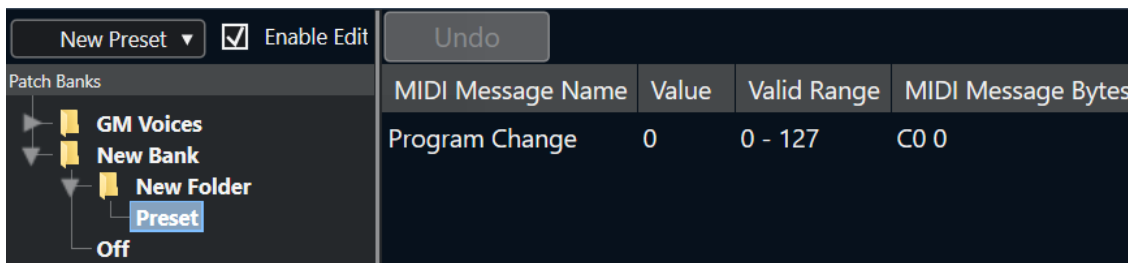 New Preset ▼ Enable Edit Undo
Patch Banks
MIDI Message Name Value Valid Range MIDI Message Bytes
GM Voices
Program Change 0 0 - 127 C0 0
New Bank
New Folder
Preset
Off